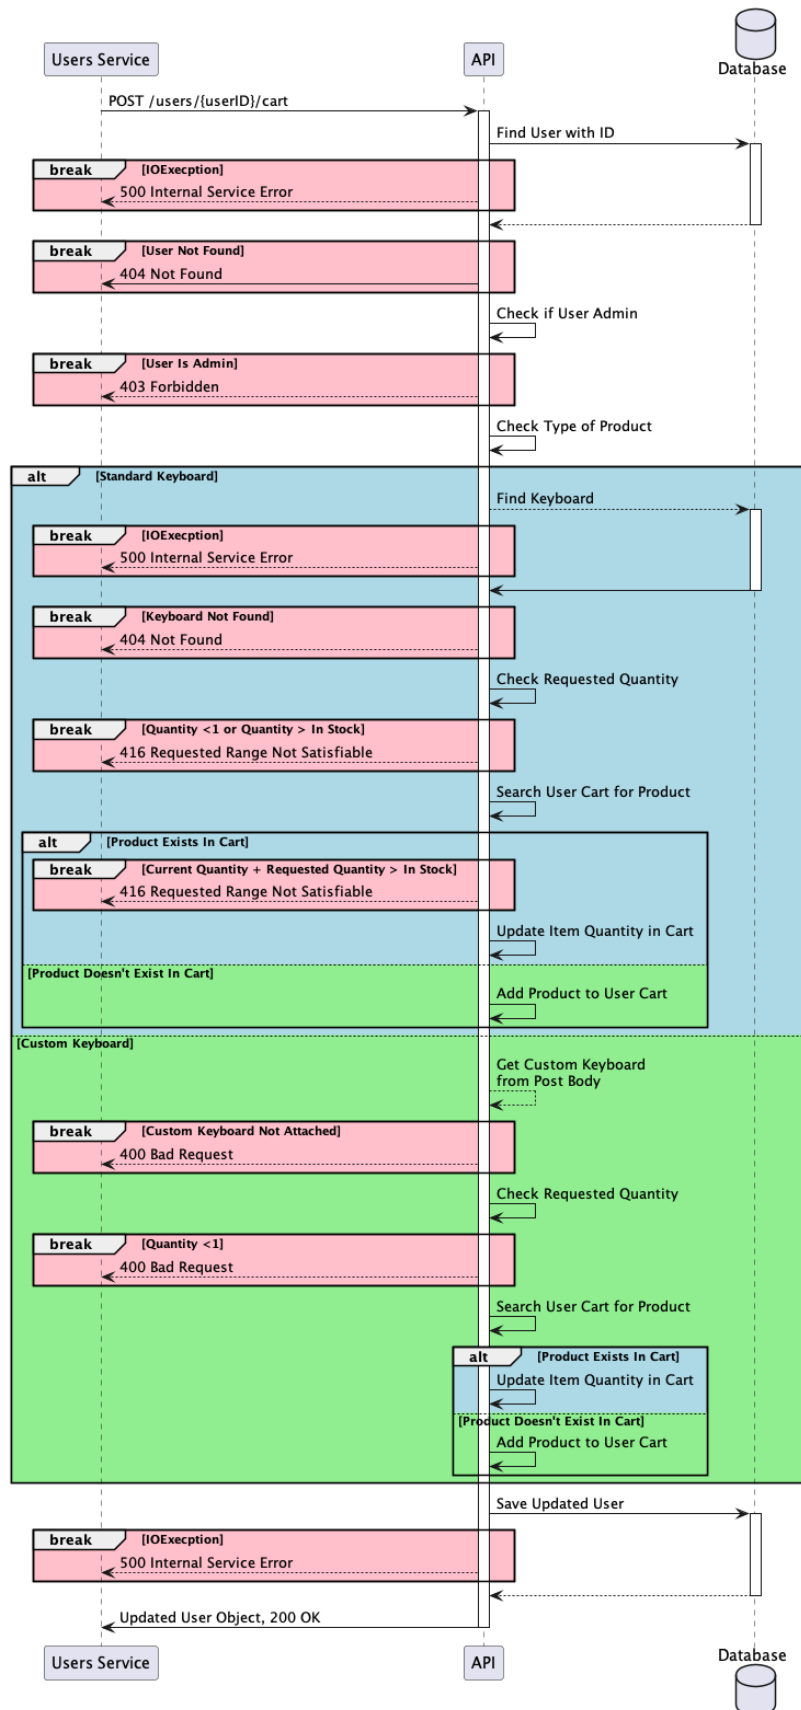 Users Service
API
Database
POST /users/{userID}/cart
Find User with ID
break [IOExecption]
500 Internal Service Error
break [User Not Found]
404 Not Found
Check if User Admin
break [User Is Admin]
403 Forbidden
Check Type of Product
alt [Standard Keyboard]
Find Keyboard
break [IOExecption]
500 Internal Service Error
break [Keyboard Not Found]
404 Not Found
Check Requested Quantity
break [Quantity <1 or Quantity > In Stock]
416 Requested Range Not Satisfiable
Search User Cart for Product
alt [Product Exists In Cart]
break [Current Quantity + Requested Quantity > In Stock]
416 Requested Range Not Satisfiable
Update Item Quantity in Cart
[Product Doesn't Exist In Cart]
Add Product to User Cart
[Custom Keyboard]
Get Custom Keyboard
from Post Body
break [Custom Keyboard Not Attached]
400 Bad Request
Check Requested Quantity
break [Quantity <1]
400 Bad Request
Search User Cart for Product
alt [Product Exists In Cart]
Update Item Quantity in Cart
[Product Doesn't Exist In Cart]
Add Product to User Cart
Save Updated User
break [IOExecption]
500 Internal Service Error
Updated User Object, 200 OK
Users Service
API
Database